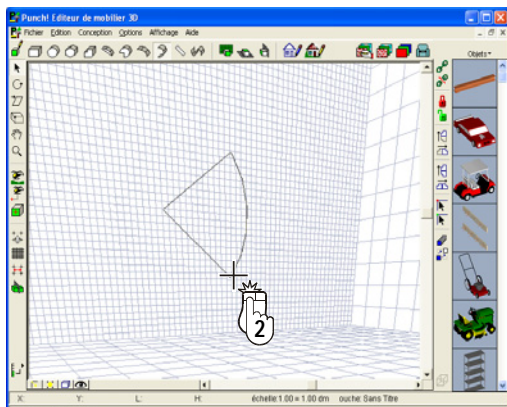 Punch! Editeur de mobilier 3D
Fichier Edition Conception Options Affichage Aide
Objets
2
X: Y: L: H: échelle:1.00 = 1.00 dm ouche: Sans Titre